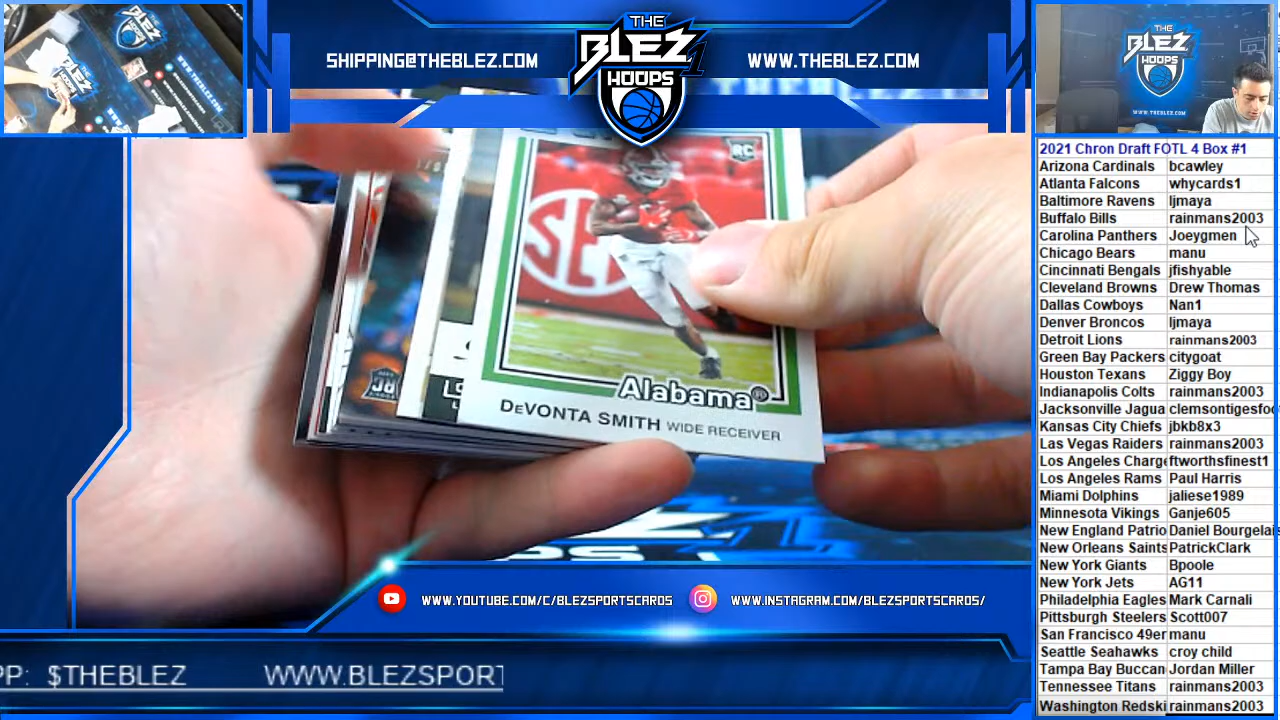 SHIPPING@THEBLEZ.COM
THE
BLEZ
HOOPS
WWW.THEBLEZ.COM
THE
BLEZ
HOOPS
WWW.THEBLEZ.COM
2021 Chron Draft FOTL 4 Box #1
Arizona Cardinals bcawley
Atlanta Falcons whycards1
Baltimore Ravens ljmaya
Buffalo Bills rainmans2003
Carolina Panthers Joeygmen
Chicago Bears manu
Cincinnati Bengals jfishyable
Cleveland Browns Drew Thomas
Dallas Cowboys Nan1
Denver Broncos ljmaya
Detroit Lions rainmans2003
Green Bay Packers citygoat
Houston Texans Ziggy Boy
Indianapolis Colts rainmans2003
Jacksonville Jagua clemsontigesfoo
Kansas City Chiefs jbkb8x3
Las Vegas Raiders rainmans2003
Los Angeles Charge ftworthsfinest1
Los Angeles Rams Paul Harris
Miami Dolphins jaliese1989
Minnesota Vikings Ganje605
New England Patrio Daniel Bourgelais
New Orleans Saints PatrickClark
New York Giants Bpoole
New York Jets AG11
Philadelphia Eagles Mark Carnali
Pittsburgh Steelers Scott007
San Francisco 49er manu
Seattle Seahawks croy child
Tampa Bay Buccan Jordan Miller
Tennessee Titans rainmans2003
Washington Redski rainmans2003
RC
SE
Alabama®
DeVONTA SMITH WIDE RECEIVER
WWW.YOUTUBE.COM/C/BLEZSPORTSCARDS
WWW.INSTAGRAM.COM/BLEZSPORTSCARDS/
PP: $THEBLEZ WWW.BLEZSPORT